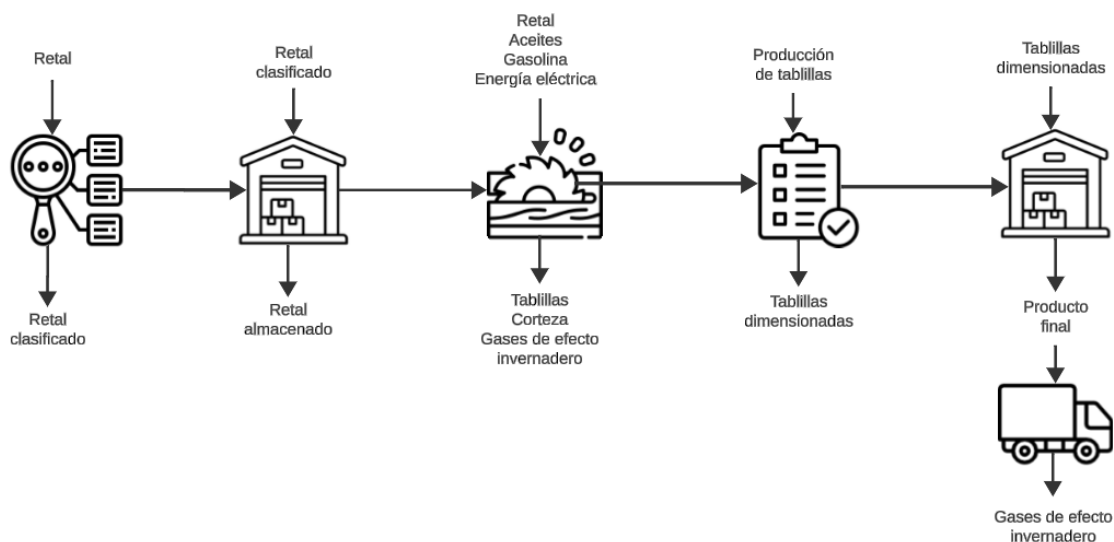 Retal
Retal
clasificado
Retal
Aceites
Gasolina
Energía eléctrica
Producción
de tablillas
Tablillas
dimensionadas
Retal
clasificado
Retal
almacenado
Tablillas
Corteza
Gases de efecto
invernadero
Tablillas
dimensionadas
Producto
final
Gases de efecto
invernadero